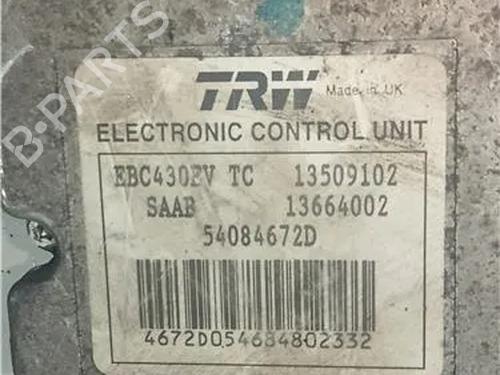 B·PARTS
TRW Made in UK
ELECTRONIC CONTROL UNIT
EBC430EV TC 13509102
SAAB 13664002
54084672D
4672D054684802332